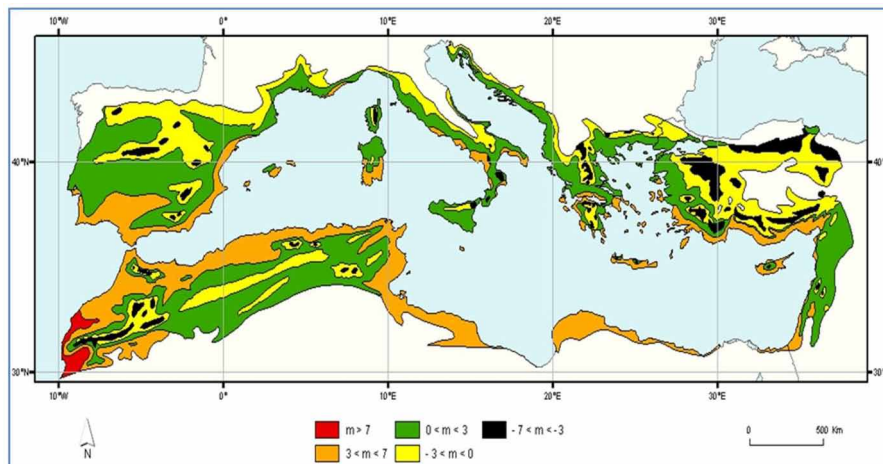 10°W 0° 10°E 20°E 30°E
40°N 40°N
30°N 30°N
10°W 0° 10°E 20°E 30°E
m > 7 0 < m < 3 - 7 < m < -3
3 < m < 7 - 3 < m < 0
0 500 Km
N